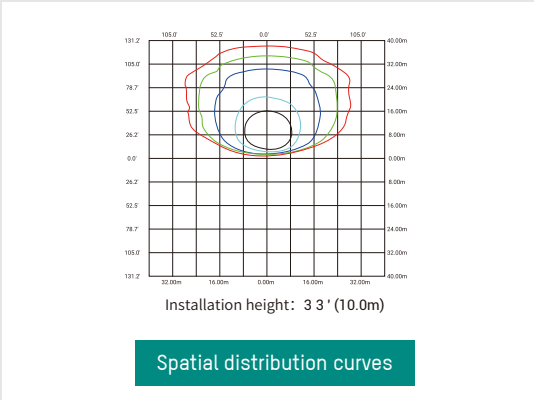 105.0' 52.5' 0.0' 52.5' 105.0'
131.2' 40.00m
105.0' 32.00m
78.7' 24.00m
52.5' 16.00m
26.2' 8.00m
0.0' 0.00m
26.2' 8.00m
52.5' 16.00m
78.7' 24.00m
105.0' 32.00m
131.2' 40.00m
32.00m 16.00m 0.00m 16.00m 32.00m
Installation height: 3 3 ' (10.0m)
Spatial distribution curves